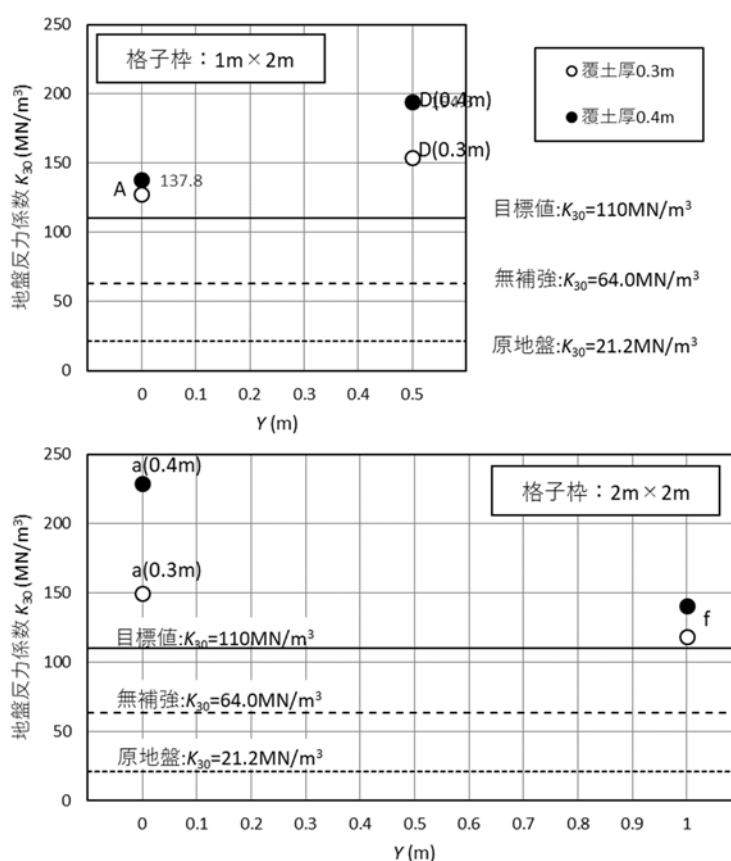 格子枠：1m×2m
覆土厚0.3m
覆土厚0.4m
250
200
150
100
50
0
地盤反力係数 K30 (MN/m³)
D(0.4m)
D(0.3m)
A
137.8
目標値:K30=110MN/m³
無補強:K30=64.0MN/m³
原地盤:K30=21.2MN/m³
0 0.1 0.2 0.3 0.4 0.5
Y (m)
格子枠：2m×2m
250
200
150
100
50
0
地盤反力係数 K30 (MN/m³)
a(0.4m)
a(0.3m)
f
目標値:K30=110MN/m³
無補強:K30=64.0MN/m³
原地盤:K30=21.2MN/m³
0 0.1 0.2 0.3 0.4 0.5 0.6 0.7 0.8 0.9 1
Y (m)